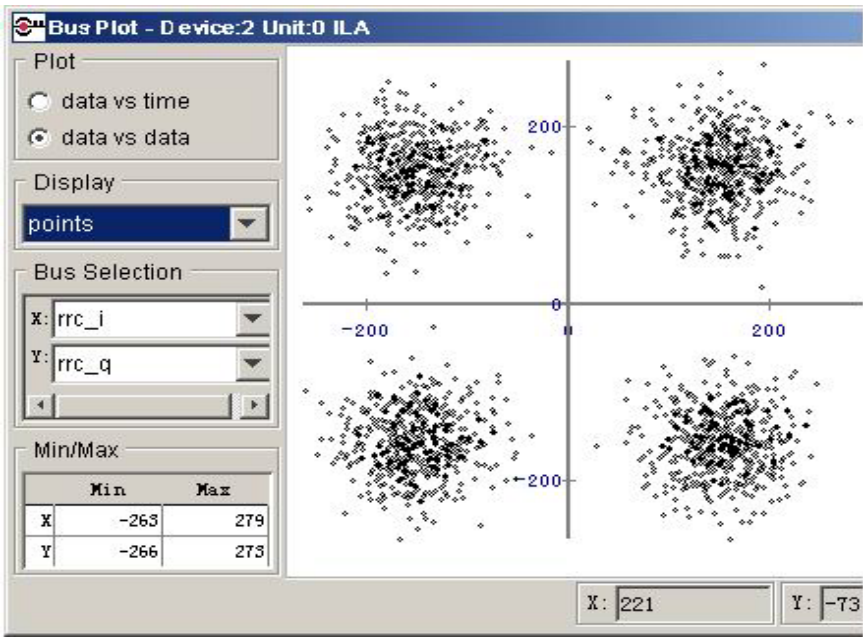 Bus Plot - Device:2 Unit:0 ILA
Plot
data vs time
data vs data
Display
points
Bus Selection
X: rrc_i
Y: rrc_q
Min/Max
Min Max
X -263 279
Y -266 273
200
0
-200 0 200
-200
X: 221 Y: -73